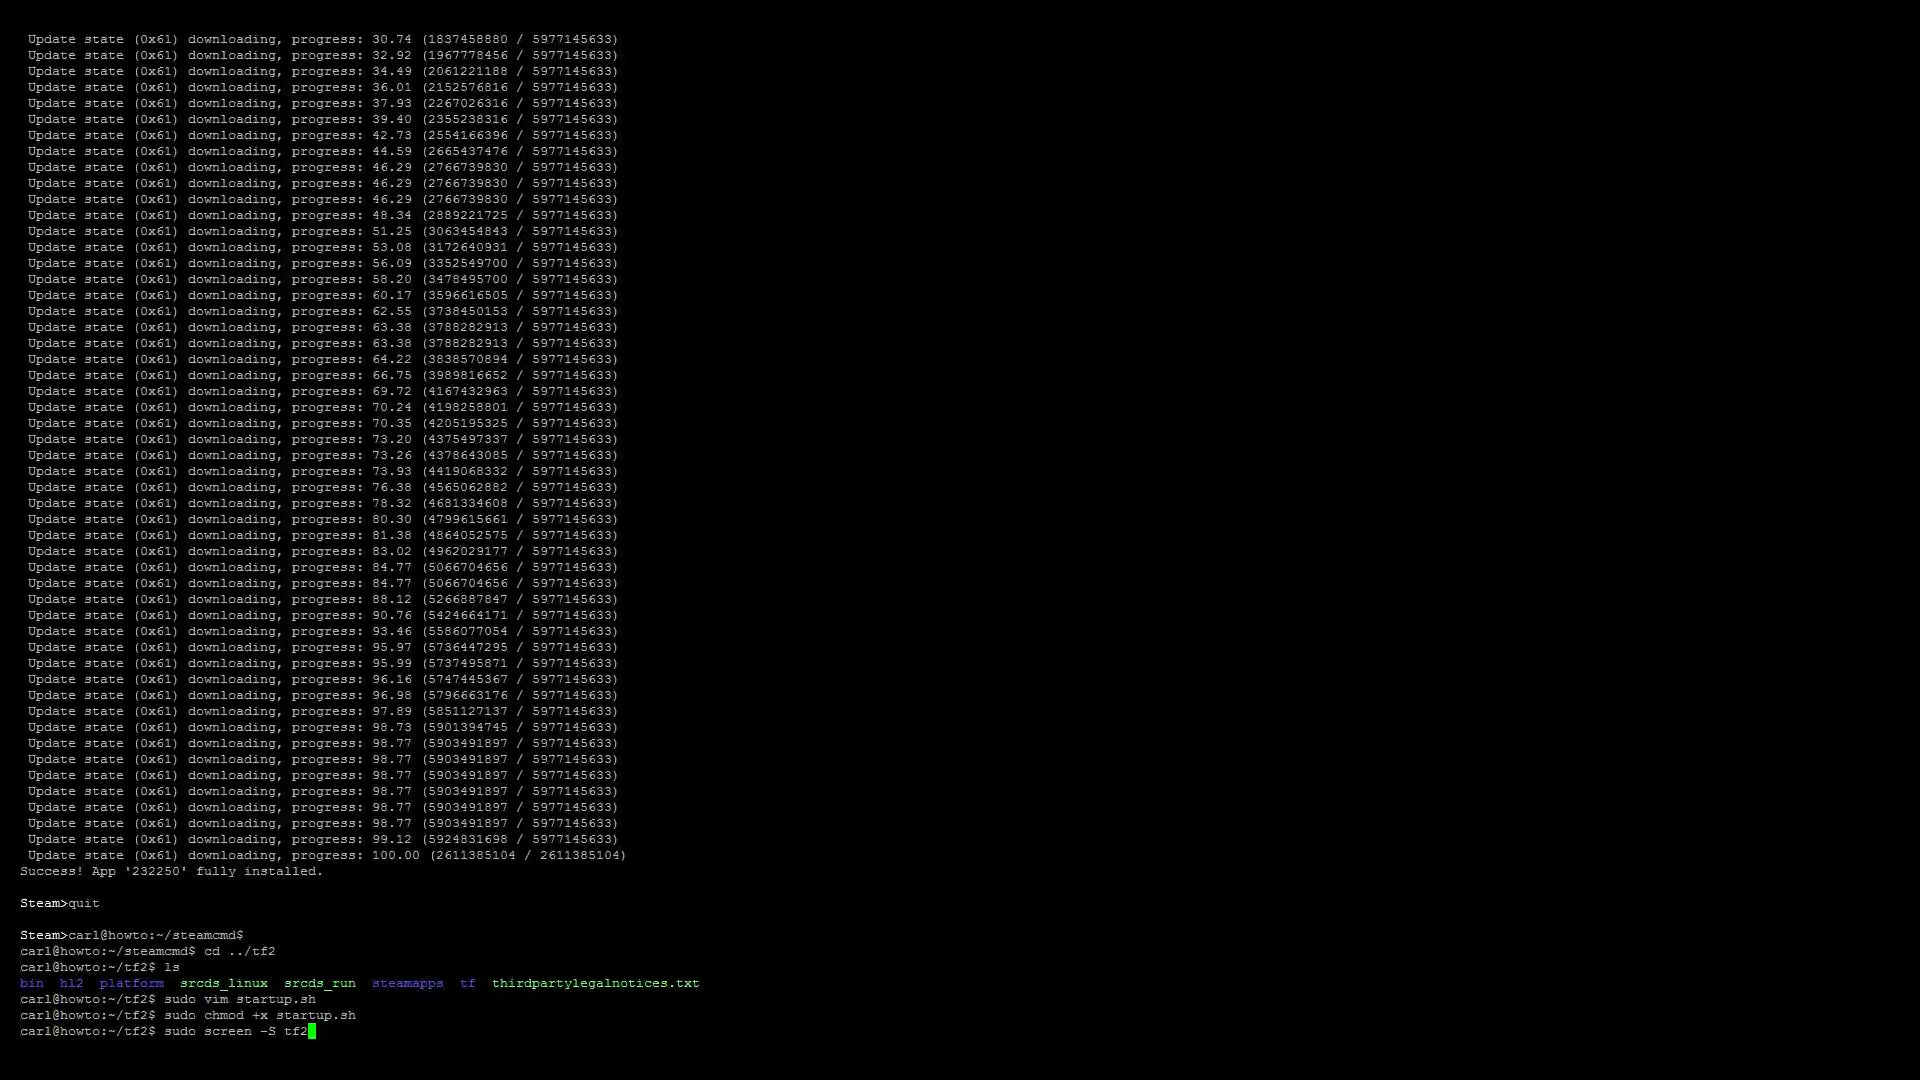 Update state (0x61) downloading, progress: 30.74 (1837458880 / 5977145633)
Update state (0x61) downloading, progress: 32.92 (1967778456 / 5977145633)
Update state (0x61) downloading, progress: 34.49 (2061221188 / 5977145633)
Update state (0x61) downloading, progress: 36.01 (2152576816 / 5977145633)
Update state (0x61) downloading, progress: 37.93 (2267026316 / 5977145633)
Update state (0x61) downloading, progress: 39.40 (2355238316 / 5977145633)
Update state (0x61) downloading, progress: 42.73 (2554166396 / 5977145633)
Update state (0x61) downloading, progress: 44.59 (2665437476 / 5977145633)
Update state (0x61) downloading, progress: 46.29 (2766739830 / 5977145633)
Update state (0x61) downloading, progress: 46.29 (2766739830 / 5977145633)
Update state (0x61) downloading, progress: 46.29 (2766739830 / 5977145633)
Update state (0x61) downloading, progress: 48.34 (2889221725 / 5977145633)
Update state (0x61) downloading, progress: 51.25 (3063454843 / 5977145633)
Update state (0x61) downloading, progress: 53.08 (3172640931 / 5977145633)
Update state (0x61) downloading, progress: 56.09 (3352549700 / 5977145633)
Update state (0x61) downloading, progress: 58.20 (3478495700 / 5977145633)
Update state (0x61) downloading, progress: 60.17 (3596616505 / 5977145633)
Update state (0x61) downloading, progress: 62.55 (3738450153 / 5977145633)
Update state (0x61) downloading, progress: 63.38 (3788282913 / 5977145633)
Update state (0x61) downloading, progress: 63.38 (3788282913 / 5977145633)
Update state (0x61) downloading, progress: 64.22 (3838570894 / 5977145633)
Update state (0x61) downloading, progress: 66.75 (3989816652 / 5977145633)
Update state (0x61) downloading, progress: 69.72 (4167432963 / 5977145633)
Update state (0x61) downloading, progress: 70.24 (4198258801 / 5977145633)
Update state (0x61) downloading, progress: 70.35 (4205195325 / 5977145633)
Update state (0x61) downloading, progress: 73.20 (4375497337 / 5977145633)
Update state (0x61) downloading, progress: 73.26 (4378643085 / 5977145633)
Update state (0x61) downloading, progress: 73.93 (4419068332 / 5977145633)
Update state (0x61) downloading, progress: 76.38 (4565062882 / 5977145633)
Update state (0x61) downloading, progress: 78.32 (4681334608 / 5977145633)
Update state (0x61) downloading, progress: 80.30 (4799615661 / 5977145633)
Update state (0x61) downloading, progress: 81.38 (4864052575 / 5977145633)
Update state (0x61) downloading, progress: 83.02 (4962029177 / 5977145633)
Update state (0x61) downloading, progress: 84.77 (5066704656 / 5977145633)
Update state (0x61) downloading, progress: 84.77 (5066704656 / 5977145633)
Update state (0x61) downloading, progress: 88.12 (5266887847 / 5977145633)
Update state (0x61) downloading, progress: 90.76 (5424664171 / 5977145633)
Update state (0x61) downloading, progress: 93.46 (5586077054 / 5977145633)
Update state (0x61) downloading, progress: 95.97 (5736447295 / 5977145633)
Update state (0x61) downloading, progress: 95.99 (5737495871 / 5977145633)
Update state (0x61) downloading, progress: 96.16 (5747445367 / 5977145633)
Update state (0x61) downloading, progress: 96.98 (5796663176 / 5977145633)
Update state (0x61) downloading, progress: 97.89 (5851127137 / 5977145633)
Update state (0x61) downloading, progress: 98.73 (5901394745 / 5977145633)
Update state (0x61) downloading, progress: 98.77 (5903491897 / 5977145633)
Update state (0x61) downloading, progress: 98.77 (5903491897 / 5977145633)
Update state (0x61) downloading, progress: 98.77 (5903491897 / 5977145633)
Update state (0x61) downloading, progress: 98.77 (5903491897 / 5977145633)
Update state (0x61) downloading, progress: 98.77 (5903491897 / 5977145633)
Update state (0x61) downloading, progress: 98.77 (5903491897 / 5977145633)
Update state (0x61) downloading, progress: 99.12 (5924831698 / 5977145633)
Update state (0x61) downloading, progress: 100.00 (2611385104 / 2611385104)
Success! App '232250' fully installed.
Steam>quit
Steam>carl@howto:~/steamcmd$
carl@howto:~/steamcmd$ cd ../tf2
carl@howto:~/tf2$ ls
bin hl2 platform srcds_linux srcds_run steamapps tf thirdpartylegalnotices.txt
carl@howto:~/tf2$ sudo vim startup.sh
carl@howto:~/tf2$ sudo chmod +x startup.sh
carl@howto:~/tf2$ sudo screen -S tf2